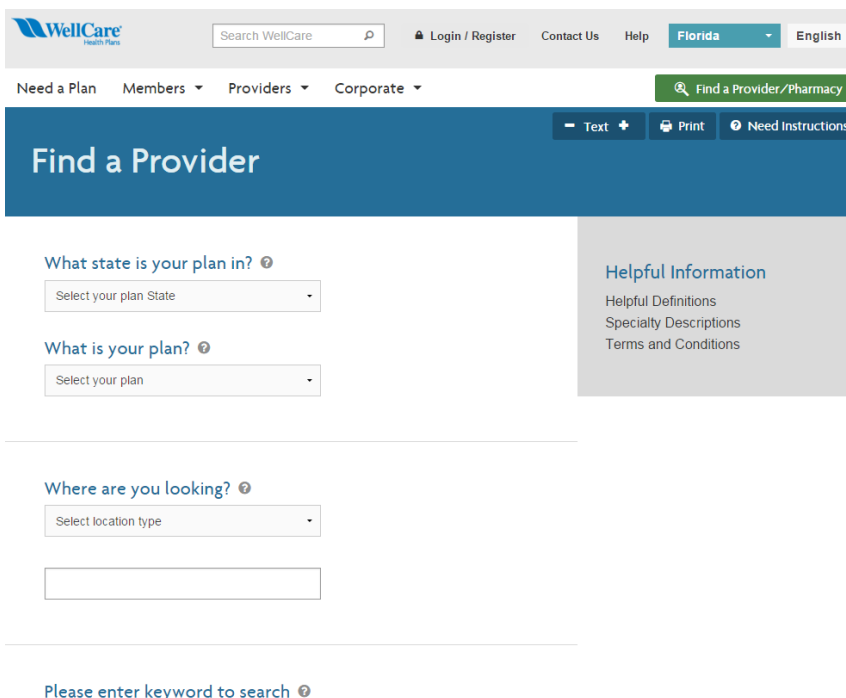 WellCare®
Health Plans
Search WellCare
Login / Register
Contact Us
Help
Florida
English
Need a Plan
Members
Providers
Corporate
Find a Provider/Pharmacy
Text
Print
Need Instructions
Find a Provider
What state is your plan in?
Select your plan State
What is your plan?
Select your plan
Helpful Information
Helpful Definitions
Specialty Descriptions
Terms and Conditions
Where are you looking?
Select location type
Please enter keyword to search